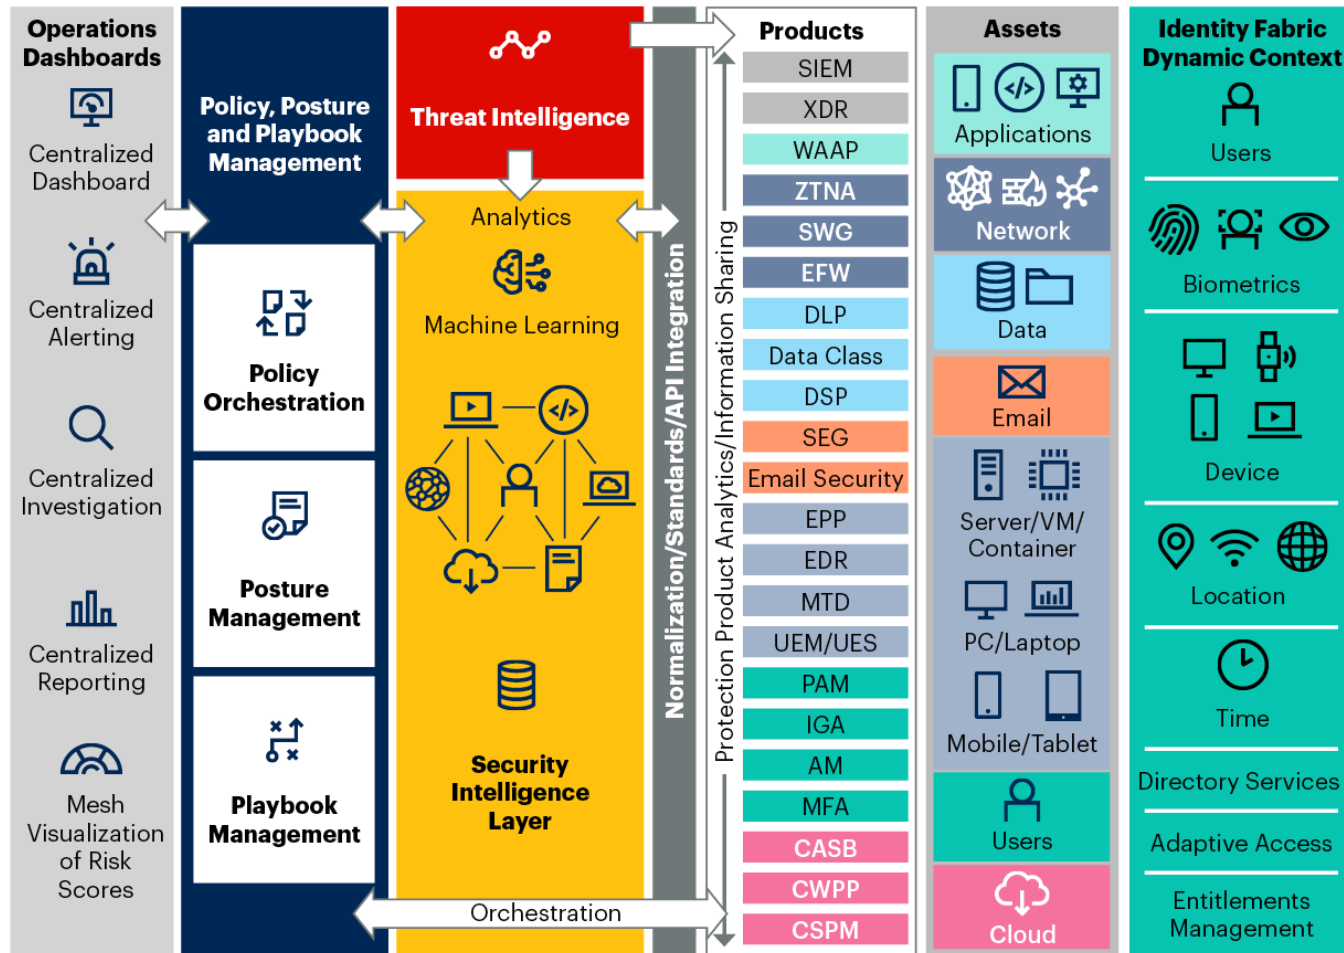 Operations
Dashboards
Centralized
Dashboard
Centralized
Alerting
Centralized
Investigation
Centralized
Reporting
Mesh
Visualization
of Risk
Scores
Policy, Posture
and Playbook
Management
Policy
Orchestration
Posture
Management
Playbook
Management
Threat Intelligence
Analytics
Machine Learning
Security
Intelligence
Layer
Orchestration
Normalization/Standards/API Integration
Protection Product Analytics/Information Sharing
Products
SIEM
XDR
WAAP
ZTNA
SWG
EFW
DLP
Data Class
DSP
SEG
Email Security
EPP
EDR
MTD
UEM/UES
PAM
IGA
AM
MFA
CASB
CWPP
CSPM
Assets
Applications
Network
Data
Email
Server/VM/
Container
PC/Laptop
Mobile/Tablet
Users
Cloud
Identity Fabric
Dynamic Context
Users
Biometrics
Device
Location
Time
Directory Services
Adaptive Access
Entitlements
Management